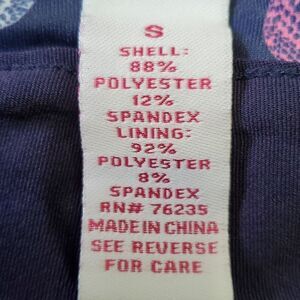 S
SHELL:
88%
POLYESTER
12%
SPANDEX
LINING:
92%
POLYESTER
8%
SPANDEX
RN# 76235
MADE IN CHINA
SEE REVERSE
FOR CARE